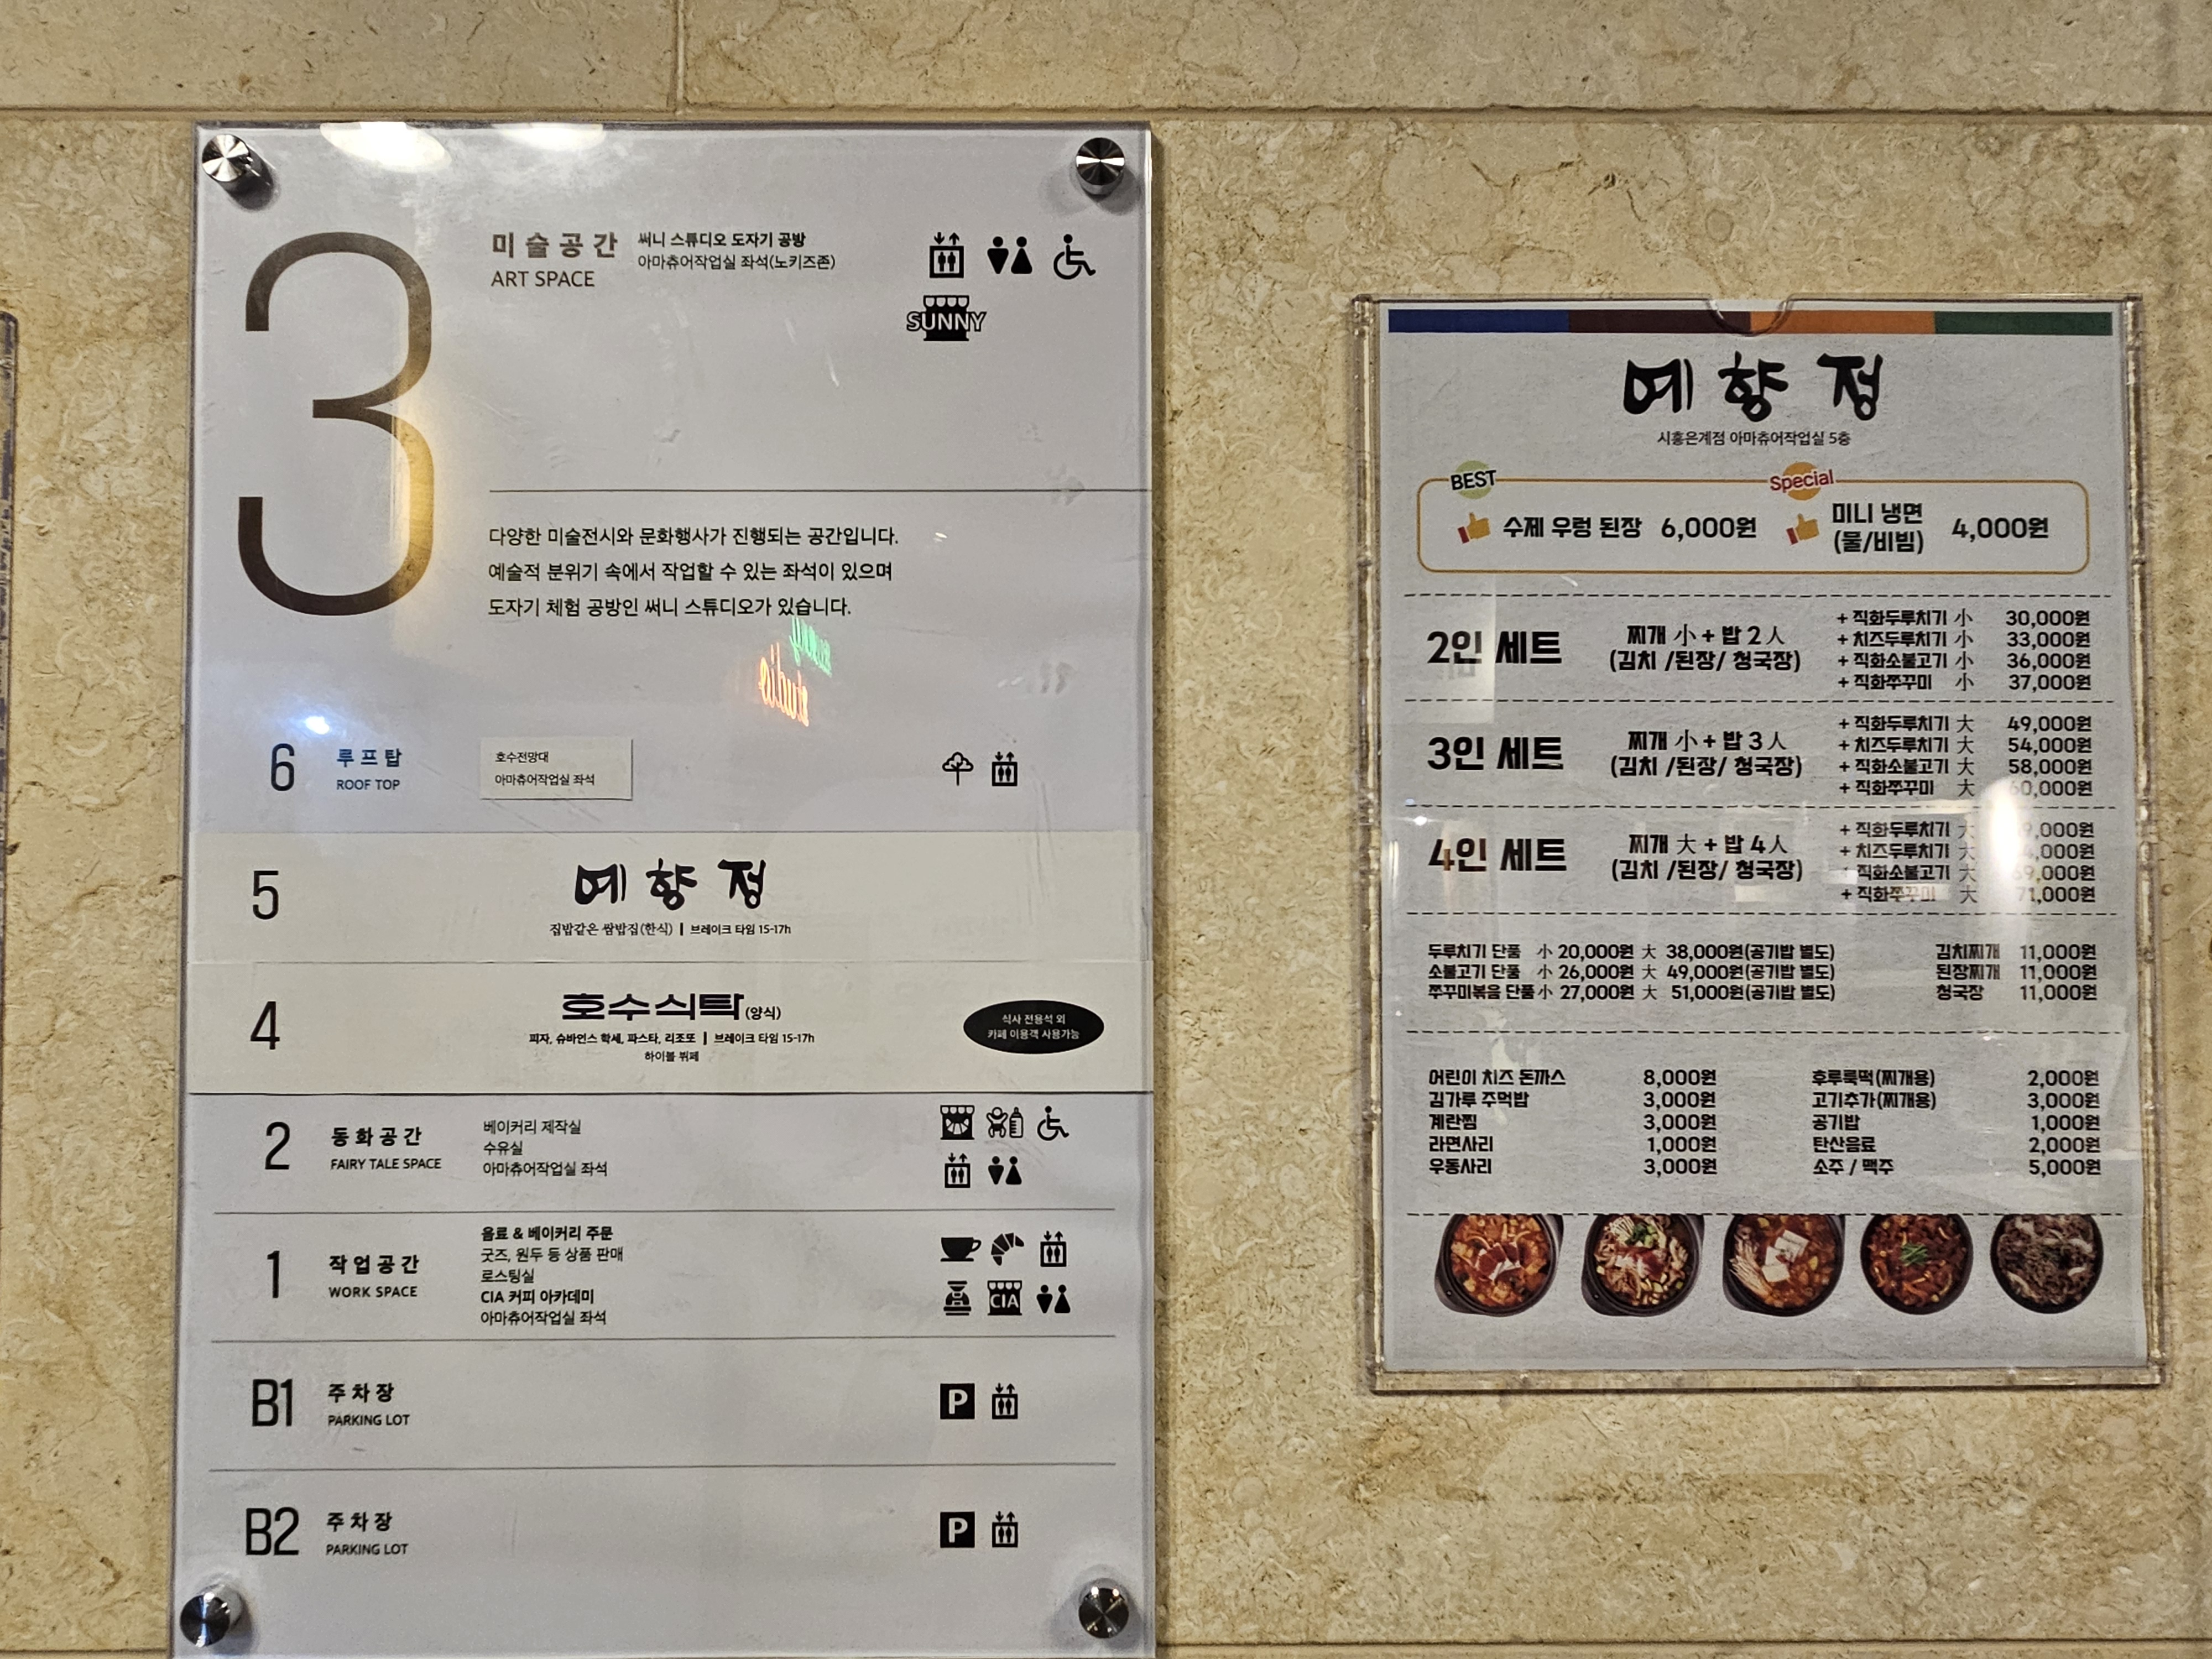 3
미술공간
ART SPACE
써니 스튜디오 도자기 공방
아마츄어작업실 좌석(노키즈존)
SUNNY
다양한 미술전시와 문화행사가 진행되는 공간입니다.
예술적 분위기 속에서 작업할 수 있는 좌석이 있으며
도자기 체험 공방인 써니 스튜디오가 있습니다.
6
루프탑
ROOF TOP
호수전망대
아마츄어작업실 좌석
5
예향정
집밥같은 쌈밥집(한식) | 브레이크 타임 15-17h
4
호수식탁(양식)
피자, 슈바인스 학세, 파스타, 리조또 | 브레이크 타임 15-17h
하이볼 뷔페
식사 전용석 외
카페 이용객 사용가능
2
동화공간
FAIRY TALE SPACE
베이커리 제작실
수유실
아마츄어작업실 좌석
1
작업공간
WORK SPACE
음료 & 베이커리 주문
굿즈, 원두 등 상품 판매
로스팅실
CIA 커피 아카데미
아마츄어작업실 좌석
CIA
B1
주차장
PARKING LOT
P
B2
주차장
PARKING LOT
P
예향정
시흥은계점 아마츄어작업실 5층
BEST
수제 우렁 된장 6,000원
Special
미니 냉면
(물/비빔)
4,000원
2인 세트
찌개 小 + 밥 2人
(김치 /된장/ 청국장)
+ 직화두루치기 小 30,000원
+ 치즈두루치기 小 33,000원
+ 직화소불고기 小 36,000원
+ 직화쭈꾸미 小 37,000원
3인 세트
찌개 小 + 밥 3人
(김치 /된장/ 청국장)
+ 직화두루치기 大 49,000원
+ 치즈두루치기 大 54,000원
+ 직화소불고기 大 58,000원
+ 직화쭈꾸미 大
4인 세트
찌개 大 + 밥 4人
(김치 /된장/ 청국장)
+ 직화두루치기 大
+ 치즈두루치기 大
+ 직화소불고기 大
+ 직화쭈꾸미 大 71,000원
두루치기 단품 小 20,000원 大 38,000원(공기밥 별도)
소불고기 단품 小 26,000원 大 49,000원(공기밥 별도)
쭈꾸미볶음 단품 小 27,000원 大 51,000원(공기밥 별도)
김치찌개 11,000원
된장찌개 11,000원
청국장 11,000원
어린이 치즈 돈까스 8,000원
김가루 주먹밥 3,000원
계란찜 3,000원
라면사리 1,000원
우동사리 3,000원
후루룩떡(찌개용) 2,000원
고기추가(찌개용) 3,000원
공기밥 1,000원
탄산음료 2,000원
소주 / 맥주 5,000원